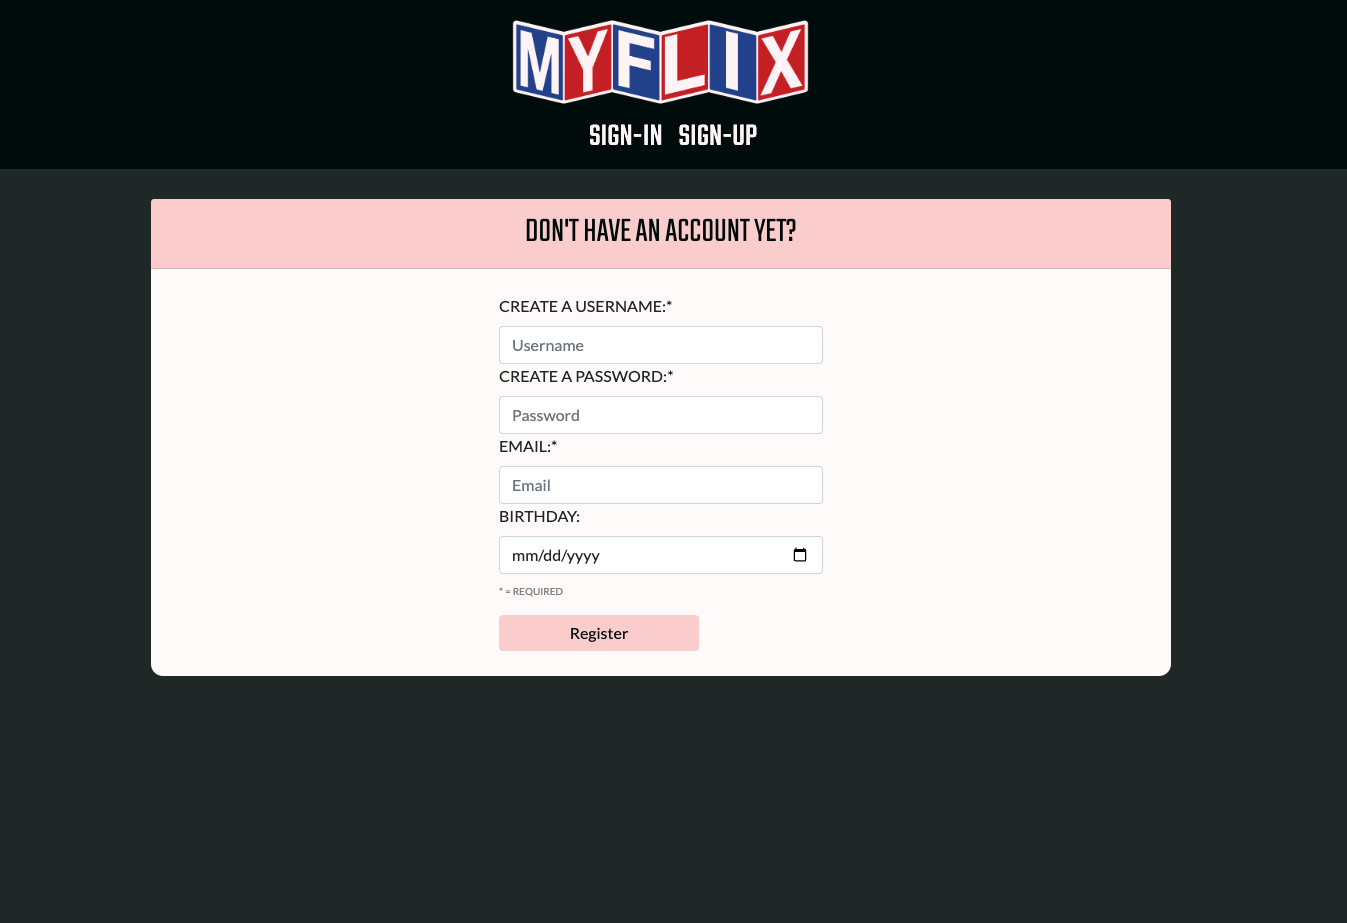 MYFLIX
SIGN-IN SIGN-UP
DON'T HAVE AN ACCOUNT YET?
CREATE A USERNAME:*
Username
CREATE A PASSWORD:*
Password
EMAIL:*
Email
BIRTHDAY:
mm/dd/yyyy
* = REQUIRED
Register